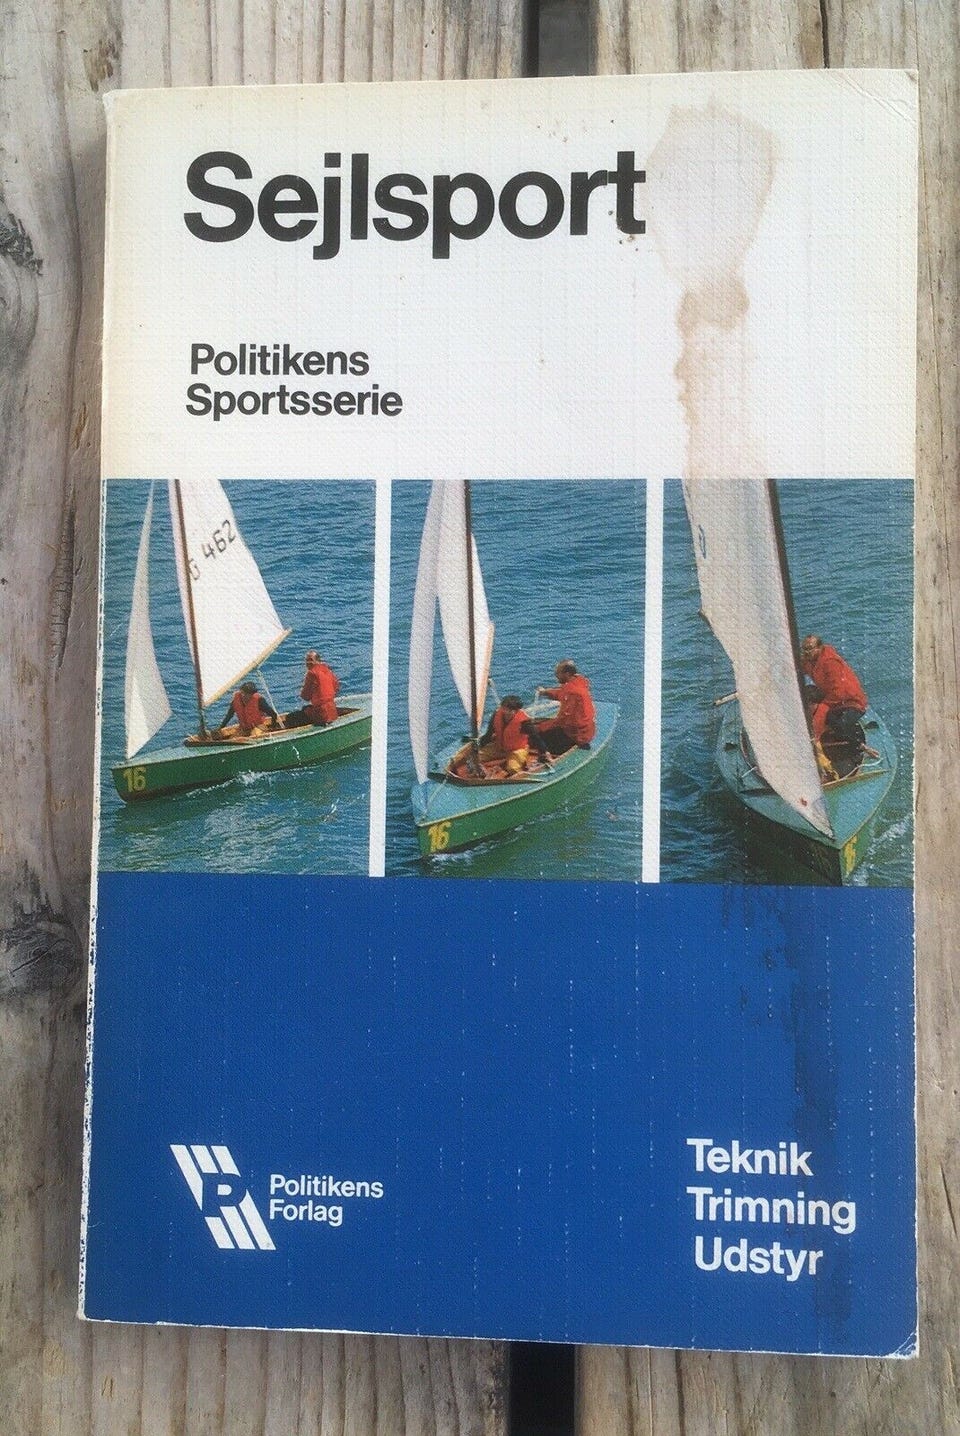 Sejlsport
Politikens
Sportsserie
G 462
16
16
16
Politikens
Forlag
Teknik
Trimning
Udstyr